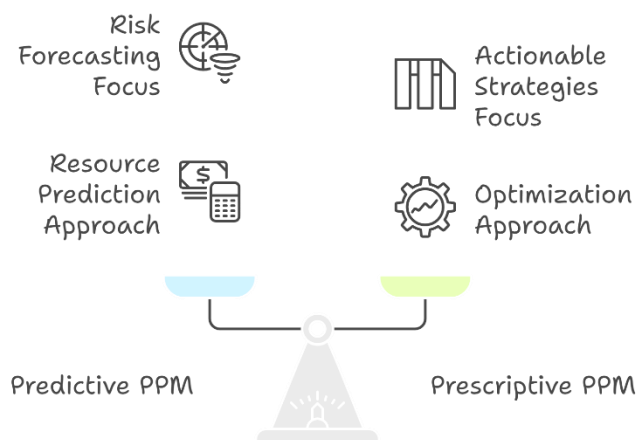 Risk
Forecasting
Focus
Actionable
Strategies
Focus
Resource
Prediction
Approach
$
Optimization
Approach
Predictive PPM
Prescriptive PPM